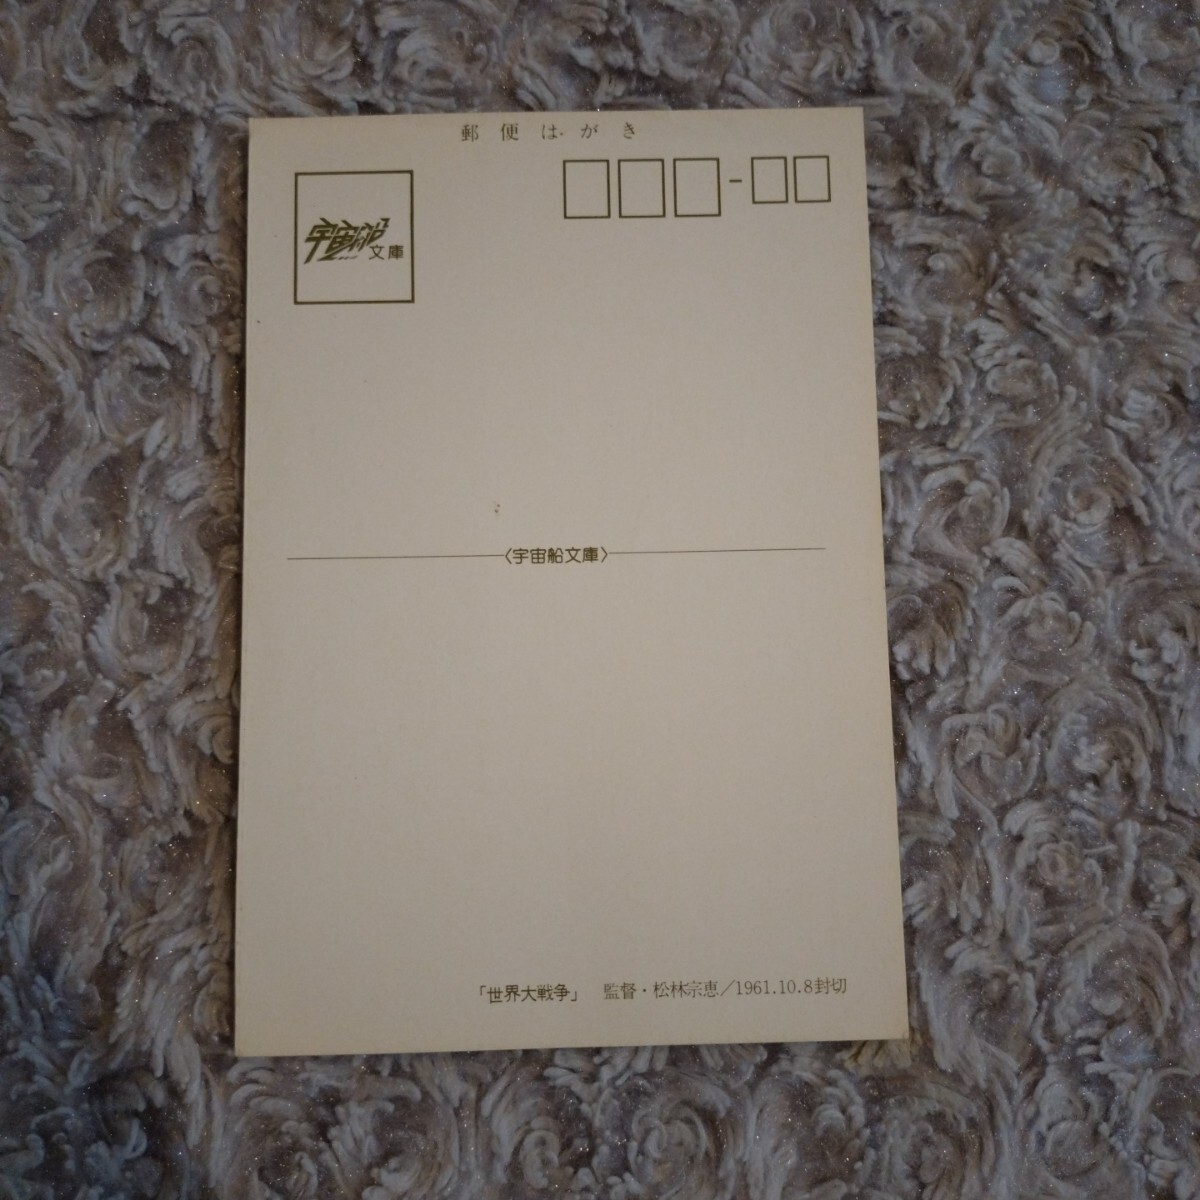 郵便はがき
宇宙船
文庫
〈宇宙船文庫〉
「世界大戦争」 監督・松林宗恵／1961.10.8封切